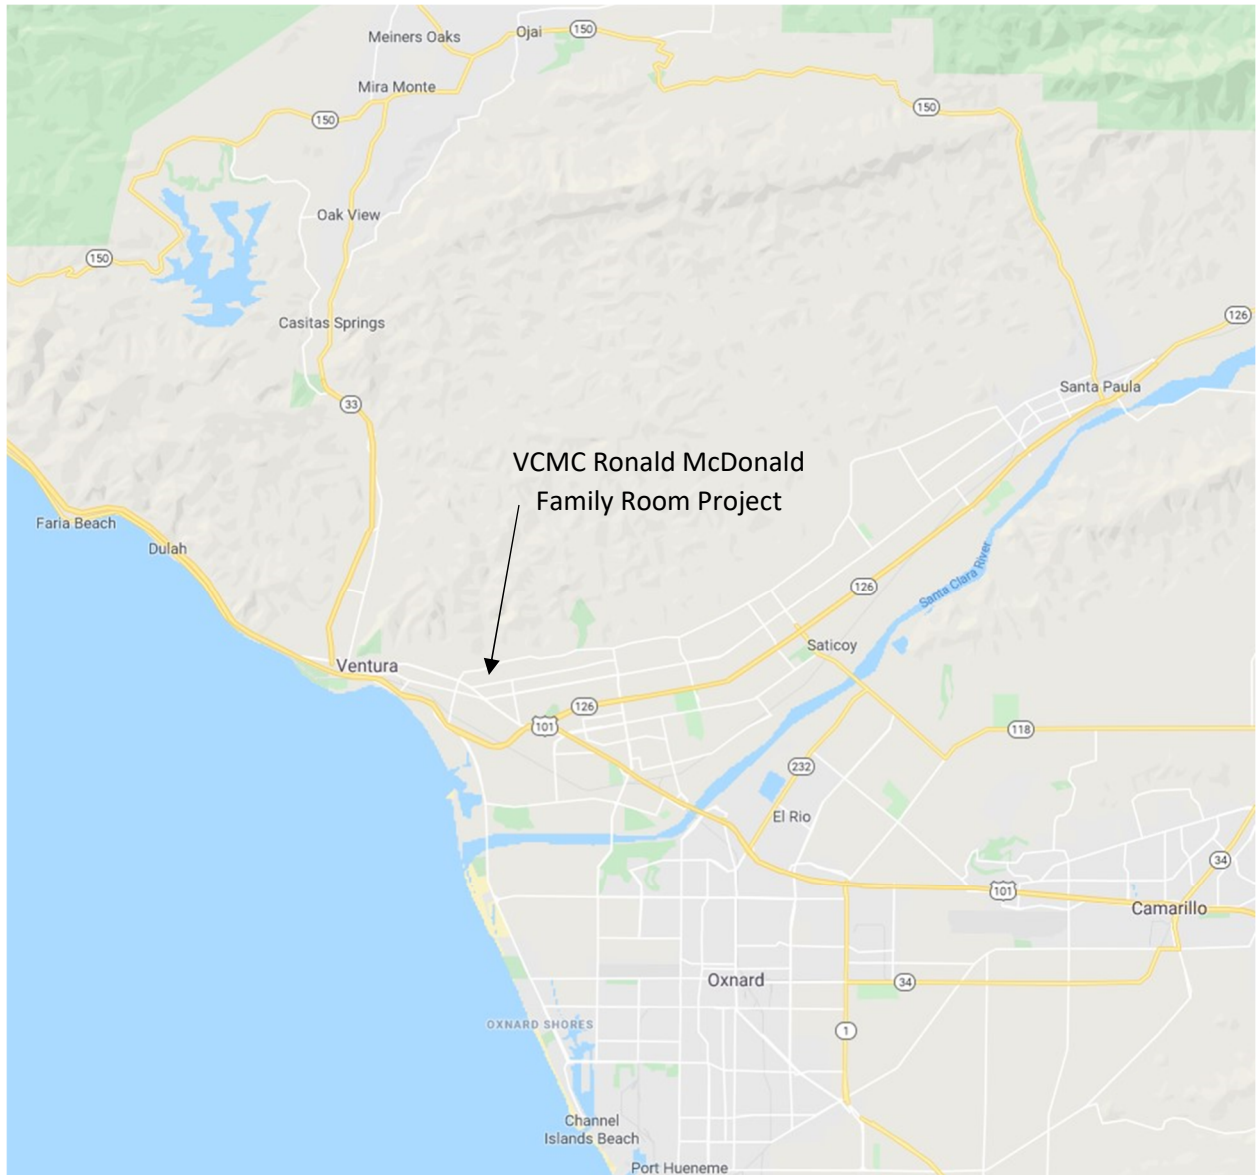 Meiners Oaks
Ojai
150
Mira Monte
150
150
Oak View
150
Casitas Springs
126
33
Santa Paula
VCMC Ronald McDonald
Family Room Project
Faria Beach
Dulah
126
Santa Clara River
Saticoy
Ventura
126
101
118
232
El Rio
34
101
Camarillo
Oxnard
34
OXNARD SHORES
1
Channel
Islands Beach
Port Hueneme